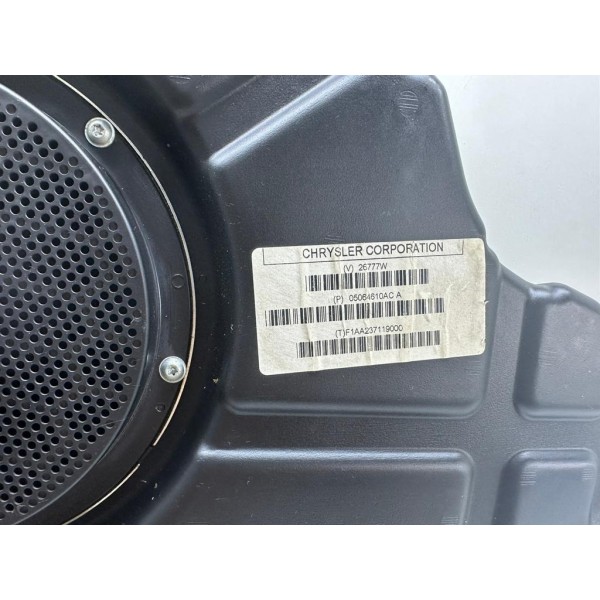 CHRYSLER CORPORATION
(V) 26777W
(P) 05064610AC A
(T)F1AA237119000